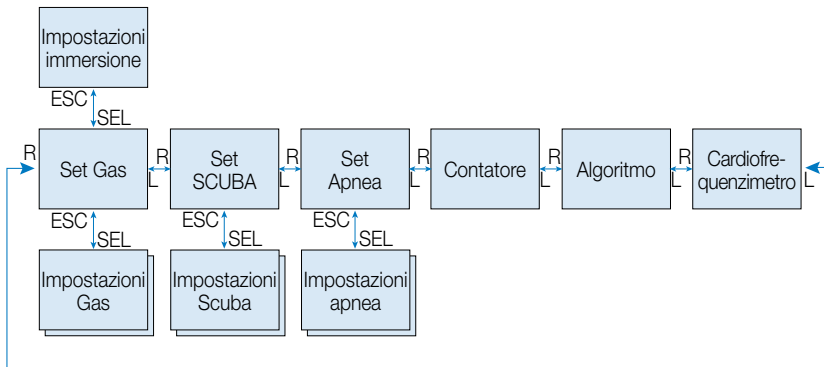 Impostazioni
immersione
ESC
SEL
R
Set Gas
R
L
Set
SCUBA
R
L
Set
Apnea
R
L
Contatore
R
L
Algoritmo
R
L
Cardiofre-
quenzimetro
L
ESC
SEL
ESC
SEL
ESC
SEL
Impostazioni
Gas
Impostazioni
Scuba
Impostazioni
apnea